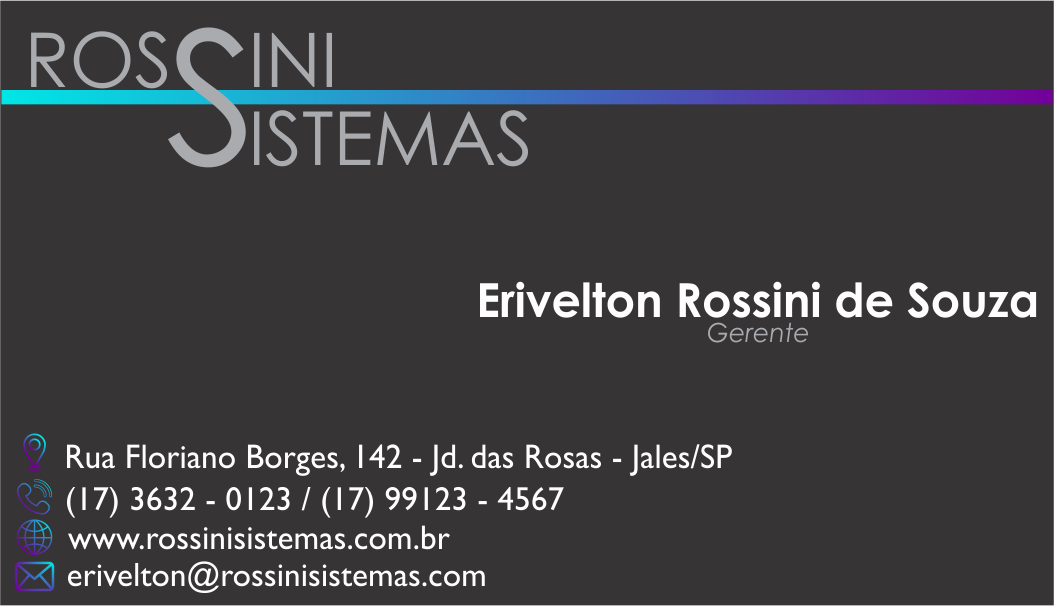 ROSSINI
SISTEMAS
Erivelton Rossini de Souza
Gerente
Rua Floriano Borges, 142 - Jd. das Rosas - Jales/SP
(17) 3632 - 0123 / (17) 99123 - 4567
www.rossinisistemas.com.br
erivelton@rossinisistemas.com